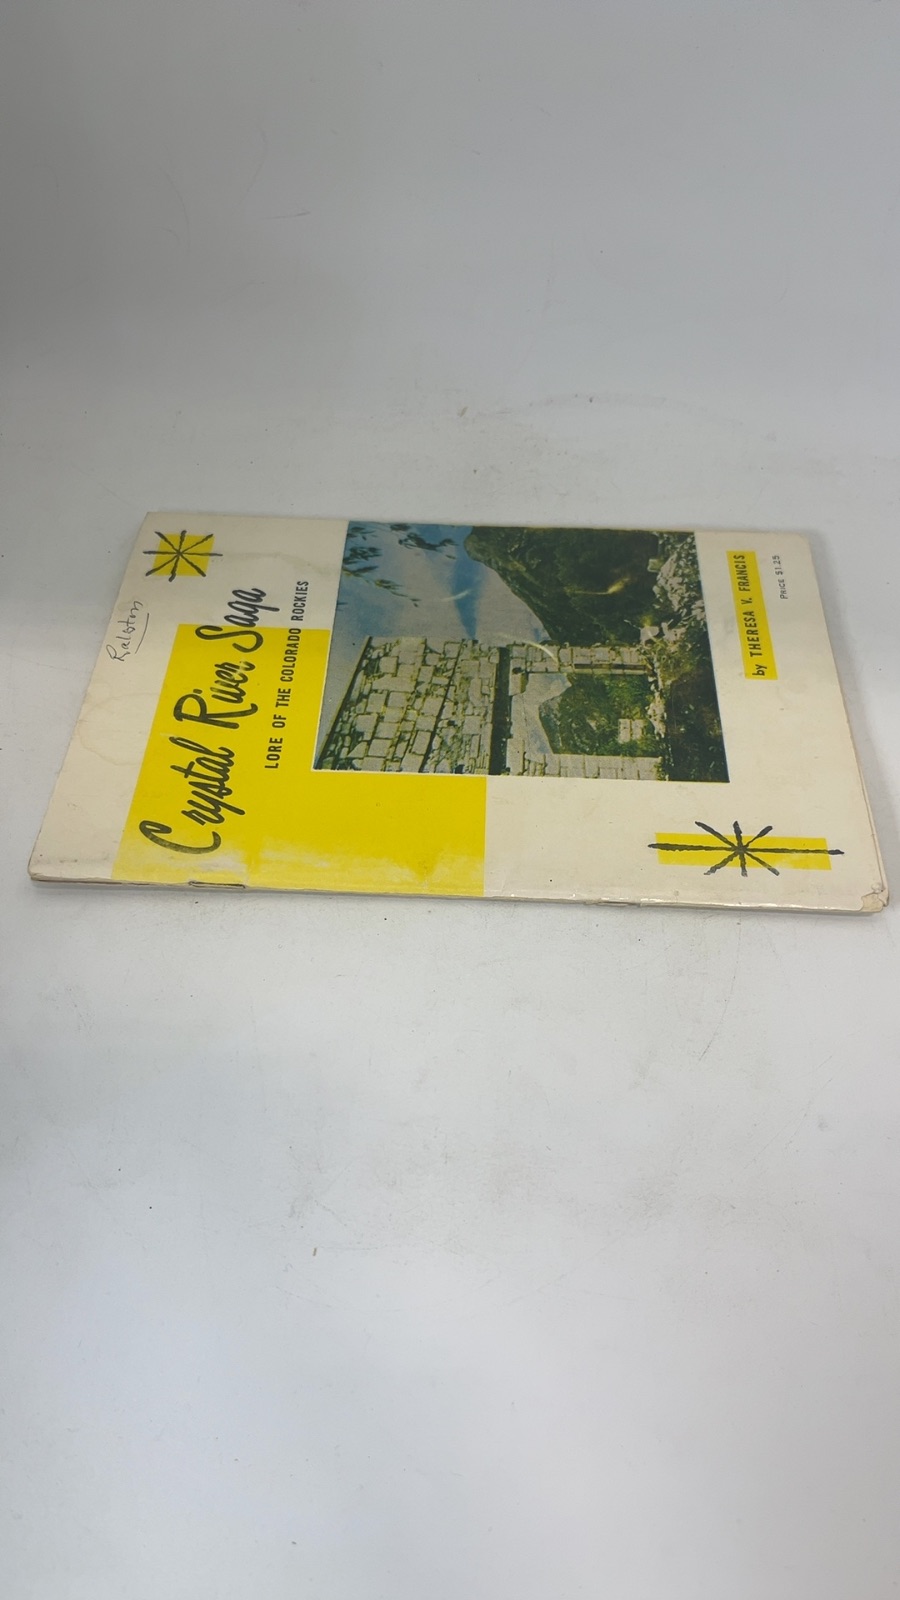 Ralston
Crystal River Saga
LORE OF THE COLORADO ROCKIES
by THERESA V. FRANCIS
PRICE $1.25